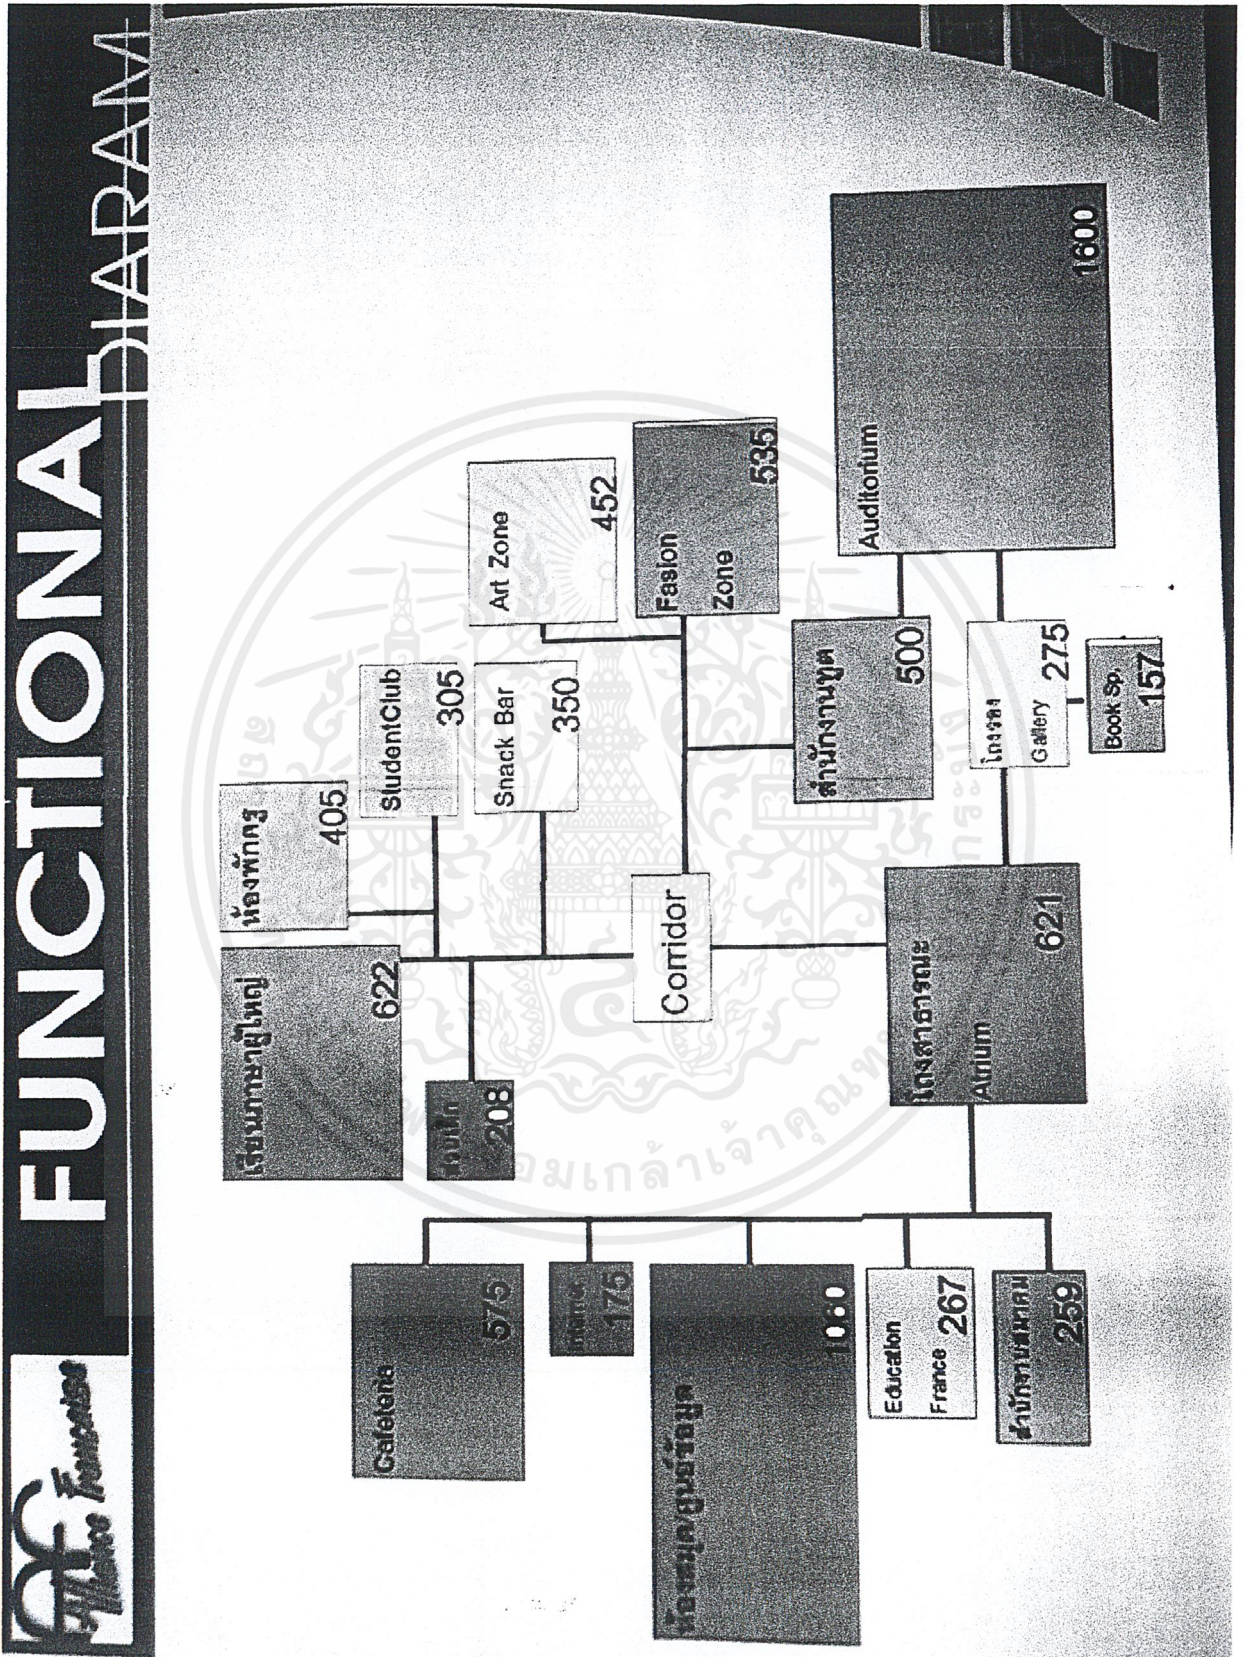 Alliance Française
FUNCTIONAL
DIARAM
ห้องพักครู
405
StudentClub
305
เรียนภาษาผู้ใหญ่
622
Snack Bar
350
208
Art Zone
452
Fasion
Zone
535
Cafeteria
575
Internet
175
Corridor
ห้องสมุด/ศูนย์ข้อมูล
1060
สำนักงานทูต
500
Auditorium
1600
Education
France 267
โถงสาธารณะ
Atrium
621
โถงรอง
Gallery
275
สำนักงานสมาคม
259
Book Sp,
157